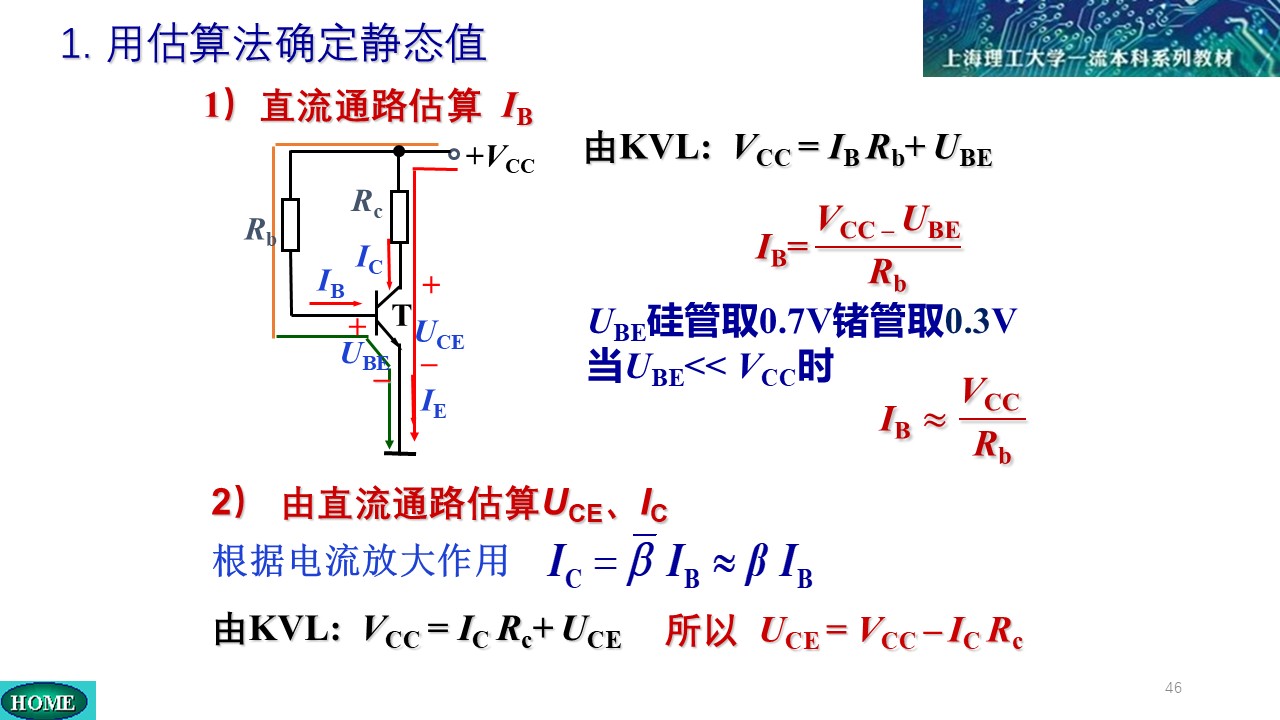 1. 用估算法确定静态值
上海理工大学一流本科系列教材
1）直流通路估算 IB
+VCC
Rc
Rb
IC
IB
+
T
+
UCE
UBE
–
–
IE
由KVL: VCC = IB Rb+ UBE
IB= VCC – UBE
Rb
UBE硅管取0.7V锗管取0.3V
当UBE<< VCC时
IB ≈ VCC
Rb
2） 由直流通路估算UCE、IC
根据电流放大作用 IC = β̅ IB ≈ β IB
由KVL: VCC = IC Rc+ UCE 所以 UCE = VCC – IC Rc
HOME
46